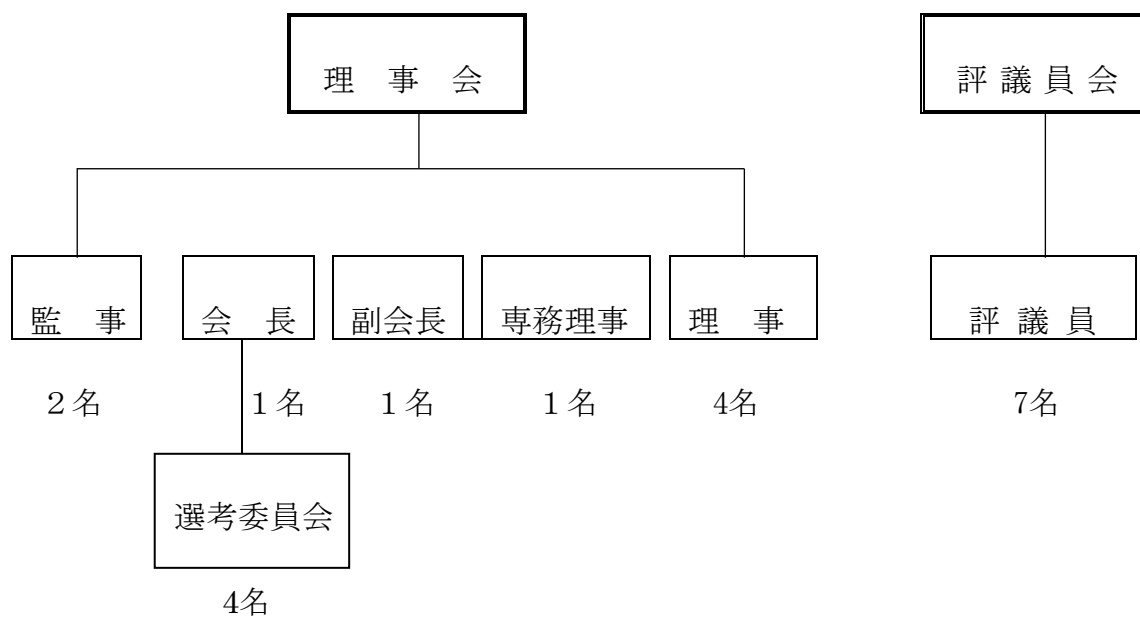 理　事　会
評 議 員 会
監　事
会　長
副会長
専務理事
理　事
評 議 員
２名
１名
１名
１名
4名
7名
選考委員会
4名